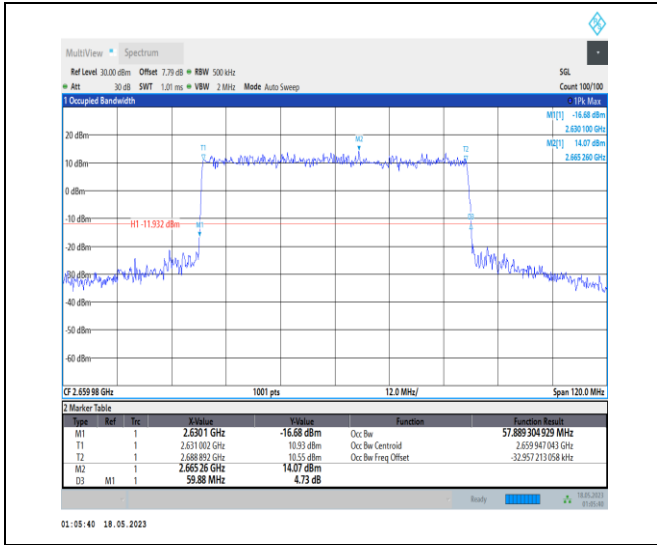 MultiView Spectrum
Ref Level 30.00 dBm Offset 7.79 dB RBW 500 kHz SGL
Att 30 dB SWT 1.01 ms VBW 2 MHz Mode Auto Sweep Count 100/100
1 Occupied Bandwidth 1Pk Max
M1[1] -16.68 dBm
2.630 100 GHz
M2[1] 14.07 dBm
2.665 260 GHz
20 dBm
M2
T1
T2
10 dBm
0 dBm
-10 dBm
H1 -11.932 dBm
M1
-20 dBm
-30 dBm
-40 dBm
-50 dBm
-60 dBm
CF 2.659 98 GHz 1001 pts 12.0 MHz/ Span 120.0 MHz
2 Marker Table
Type Ref Trc X-Value Y-Value Function Function Result
M1 1 2.6301 GHz -16.68 dBm Occ Bw 57.889 304 929 MHz
T1 1 2.631 002 GHz 10.93 dBm Occ Bw Centroid 2.659 947 043 GHz
T2 1 2.688 892 GHz 10.55 dBm Occ Bw Freq Offset -32.957 213 058 kHz
M2 1 2.665 26 GHz 14.07 dBm
D3 M1 1 59.88 MHz 4.73 dB
Ready 18.05.2023
01:05:40
01:05:40 18.05.2023